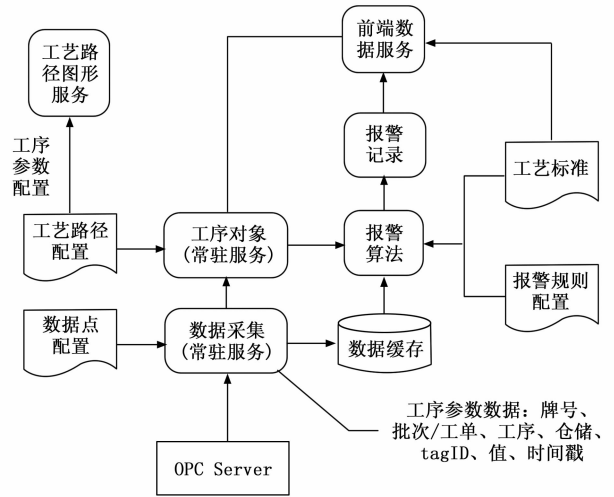 前端数
据服务
工艺路
径图形
服务
工序
参数
配置
报警
记录
工艺标准
工艺路径
配置
工序对象
(常驻服务)
报警
算法
报警规则
配置
数据点
配置
数据采集
(常驻服务)
数据缓存
工序参数数据：牌号、
批次/工单、工序、仓储、
tagID、值、时间戳
OPC Server